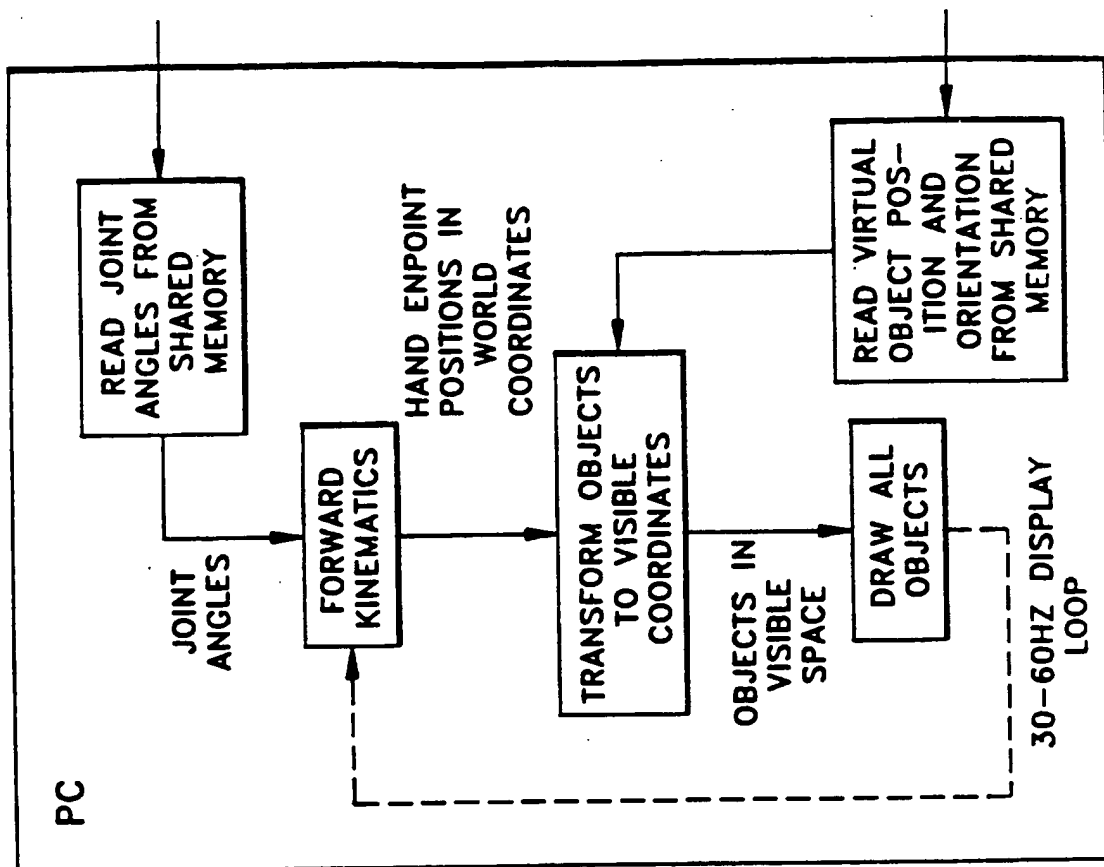 PC
READ JOINT
ANGLES FROM
SHARED
MEMORY
JOINT
ANGLES
FORWARD
KINEMATICS
HAND ENPOINT
POSITIONS IN
WORLD
COORDINATES
TRANSFORM OBJECTS
TO VISIBLE
COORDINATES
READ VIRTUAL
OBJECT POS-
ITION AND
ORIENTATION
FROM SHARED
MEMORY
OBJECTS IN
VISIBLE
SPACE
DRAW ALL
OBJECTS
30-60HZ DISPLAY
LOOP